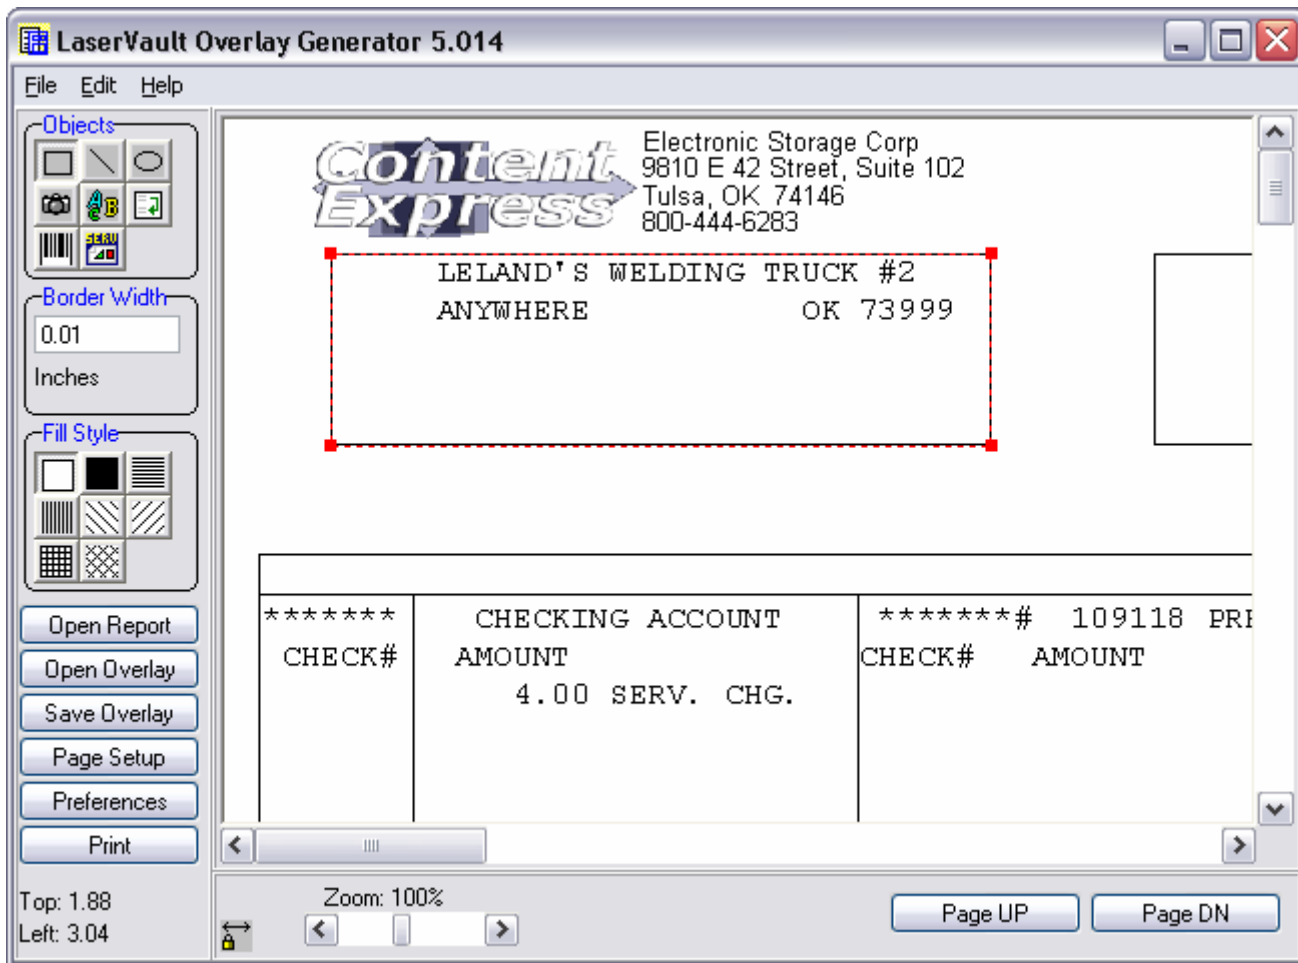 LaserVault Overlay Generator 5.014
File Edit Help
Objects
SERV
Border Width
0.01
Inches
Fill Style
Open Report
Open Overlay
Save Overlay
Page Setup
Preferences
Print
Top: 1.88
Left: 3.04
Content Express
Electronic Storage Corp
9810 E 42 Street, Suite 102
Tulsa, OK 74146
800-444-6283
LELAND'S WELDING TRUCK #2
ANYWHERE OK 73999
******* CHECKING ACCOUNT *******# 109118
CHECK# AMOUNT CHECK# AMOUNT
4.00 SERV. CHG.
Zoom: 100%
Page UP Page DN